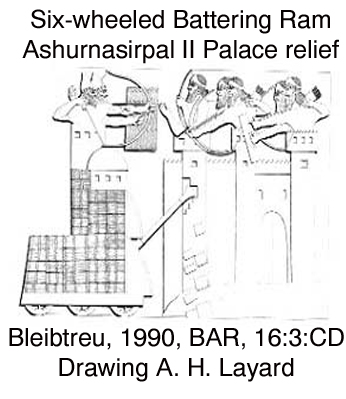 Six-wheeled Battering Ram
Ashurnasirpal II Palace relief
Bleibtreu, 1990, BAR, 16:3:CD
Drawing A. H. Layard